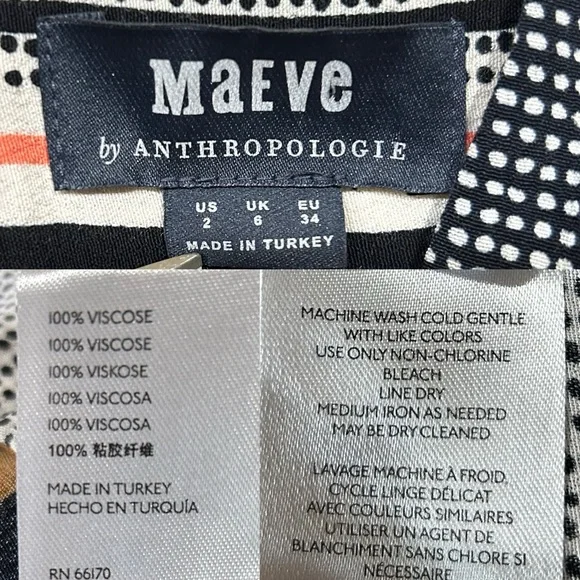 MaEve
by ANTHROPOLOGIE
US UK EU
2 6 34
MADE IN TURKEY
100% VISCOSE
100% VISCOSE
100% VISKOSE
100% VISCOSA
100% VISCOSA
100% 粘胶纤维
MADE IN TURKEY
HECHO EN TURQUÍA
RN 66170
MACHINE WASH COLD GENTLE
WITH LIKE COLORS
USE ONLY NON-CHLORINE
BLEACH
LINE DRY
MEDIUM IRON AS NEEDED
MAY BE DRY CLEANED
LAVAGE MACHINE À FROID,
CYCLE LINGE DÉLICAT
AVEC COULEURS SIMILAIRES
UTILISER UN AGENT DE
BLANCHIMENT SANS CHLORE SI
NÉCESSAIRE